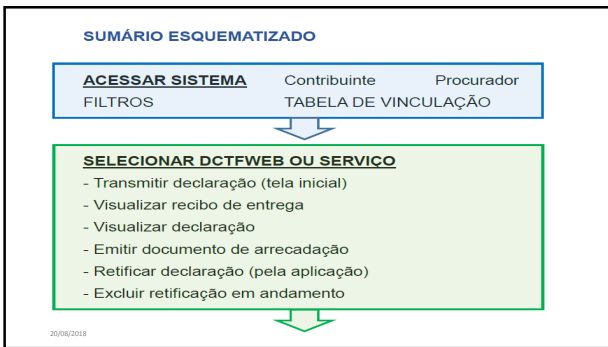 SUMÁRIO ESQUEMATIZADO
ACESSAR SISTEMA Contribuinte Procurador
FILTROS TABELA DE VINCULAÇÃO
SELECIONAR DCTFWEB OU SERVIÇO
- Transmitir declaração (tela inicial)
- Visualizar recibo de entrega
- Visualizar declaração
- Emitir documento de arrecadação
- Retificar declaração (pela aplicação)
- Excluir retificação em andamento
20/08/2018